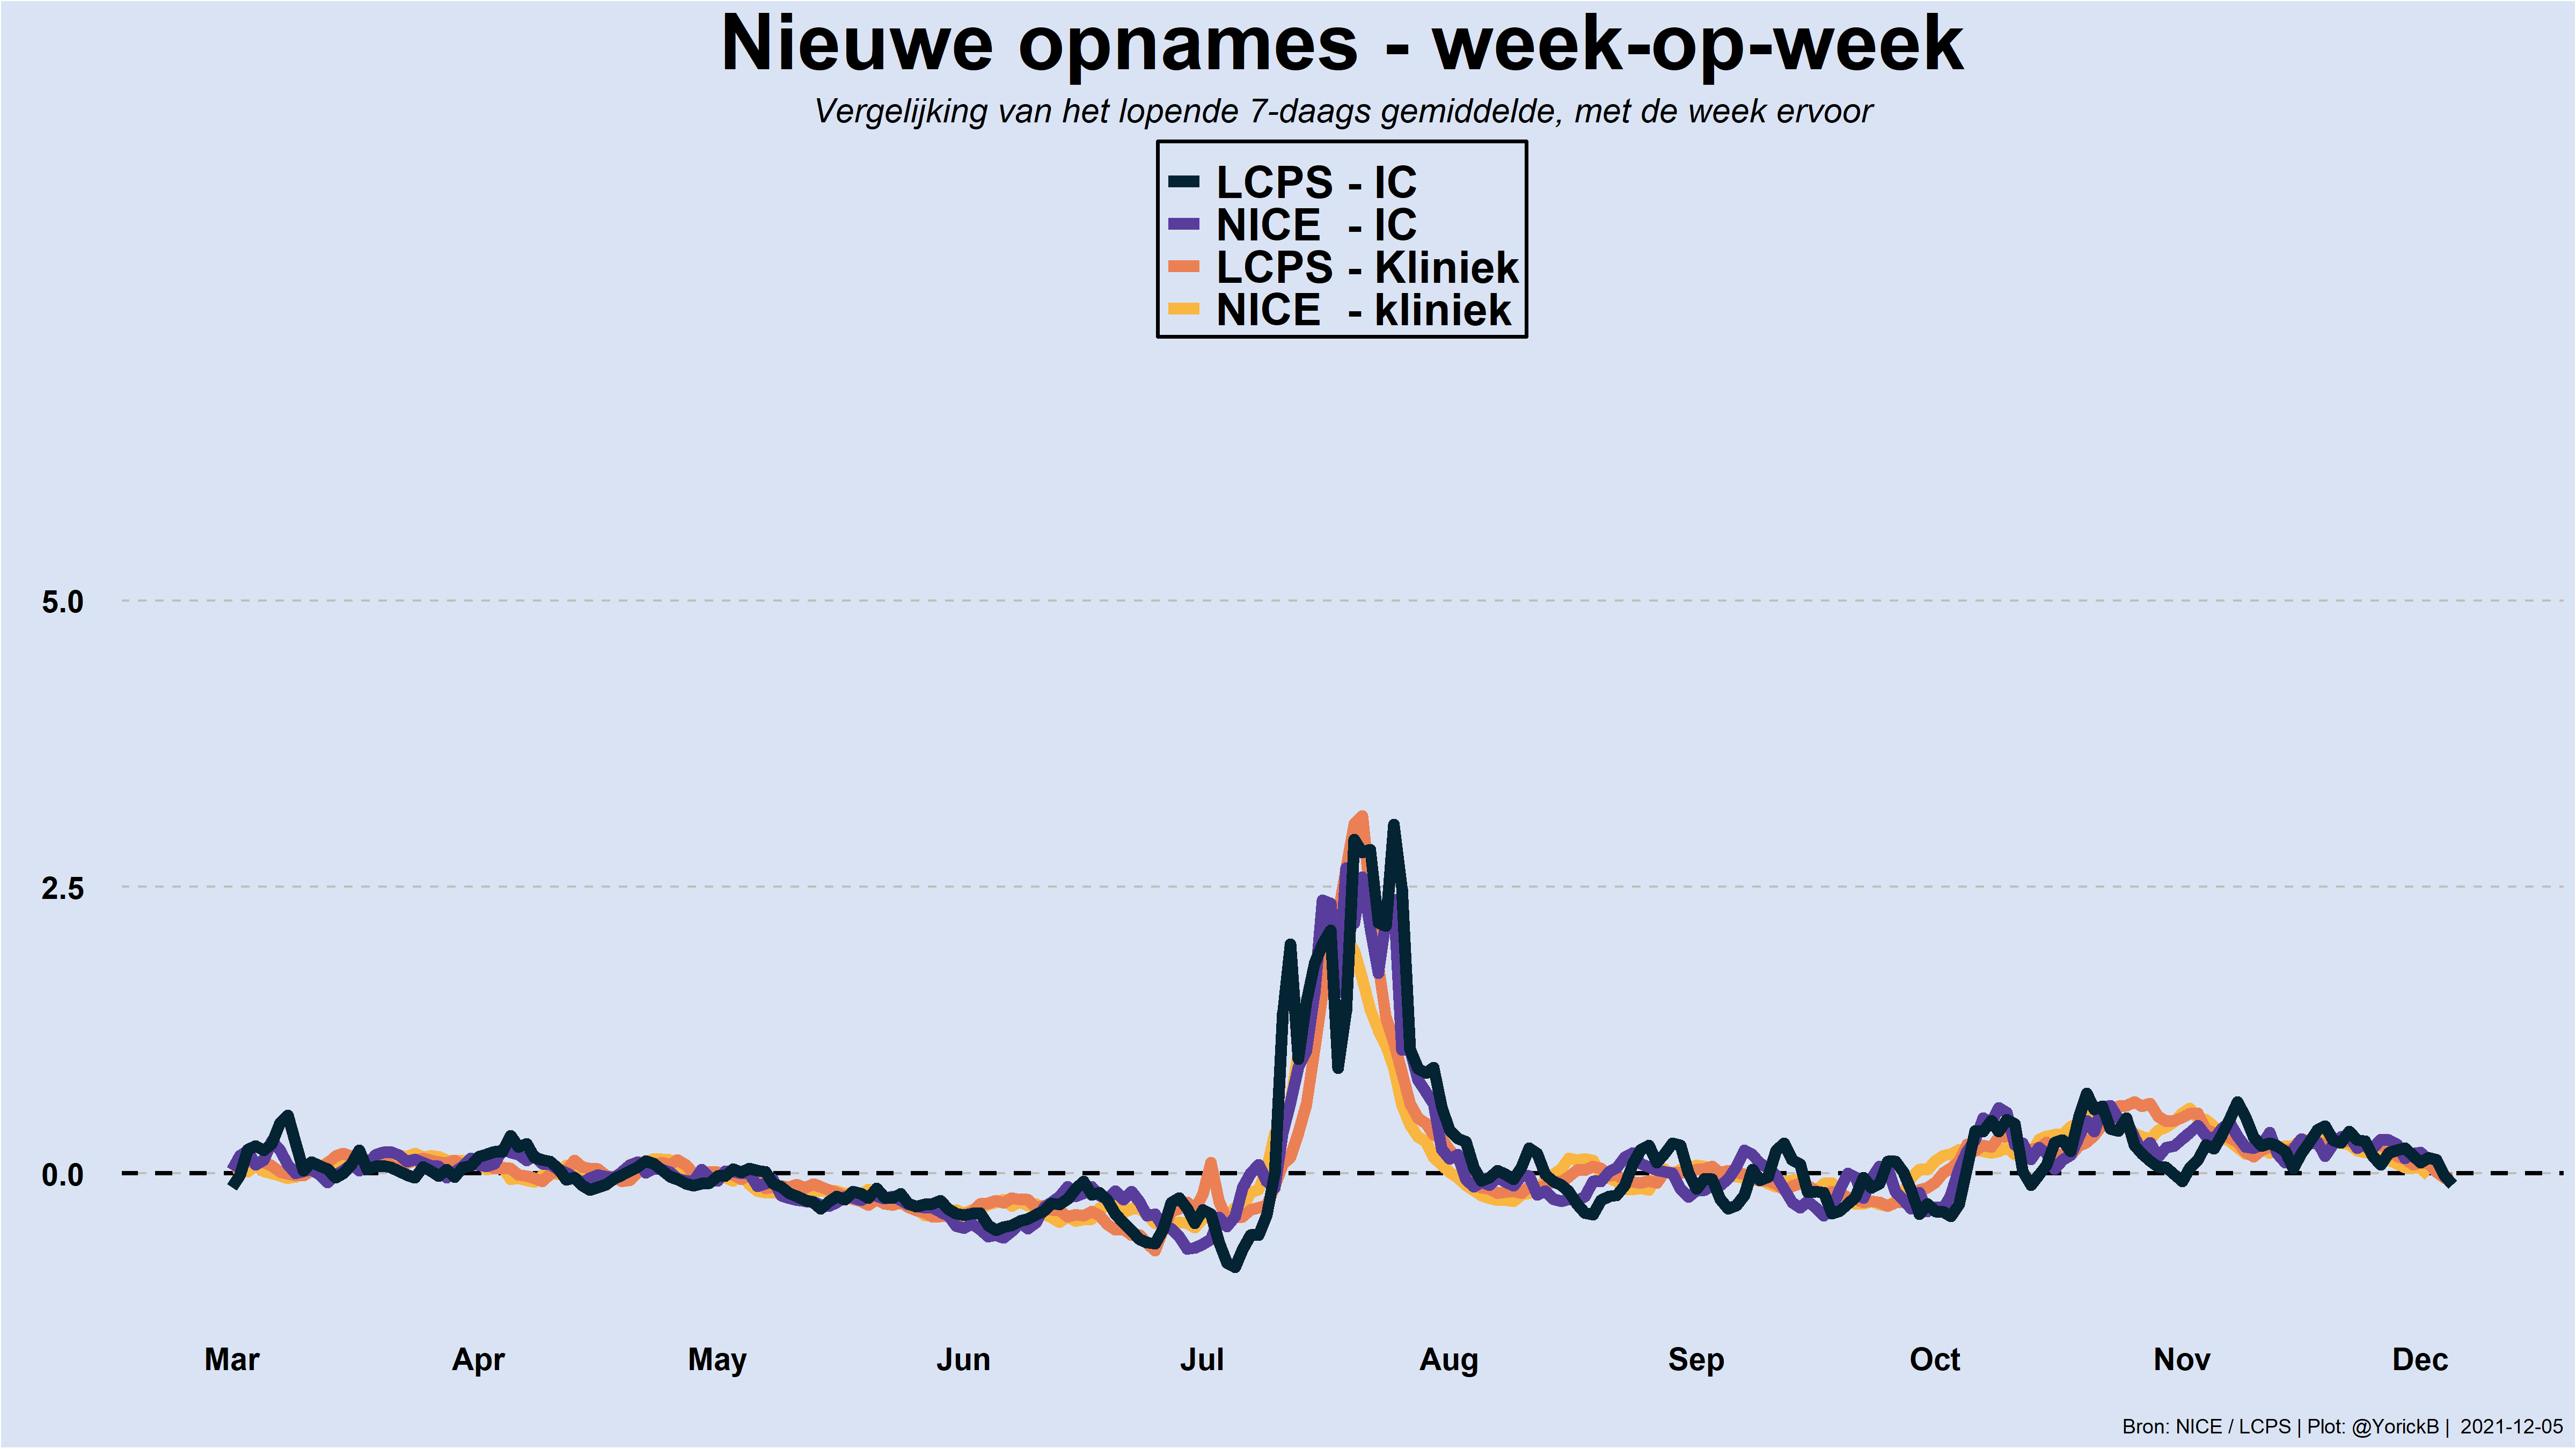 Nieuwe opnames - week-op-week
Vergelijking van het lopende 7-daags gemiddelde, met de week ervoor
LCPS - IC
NICE - IC
LCPS - Kliniek
NICE - kliniek
5.0
2.5
0.0
Mar Apr May Jun Jul Aug Sep Oct Nov Dec
Bron: NICE / LCPS | Plot: @YorickB | 2021-12-05